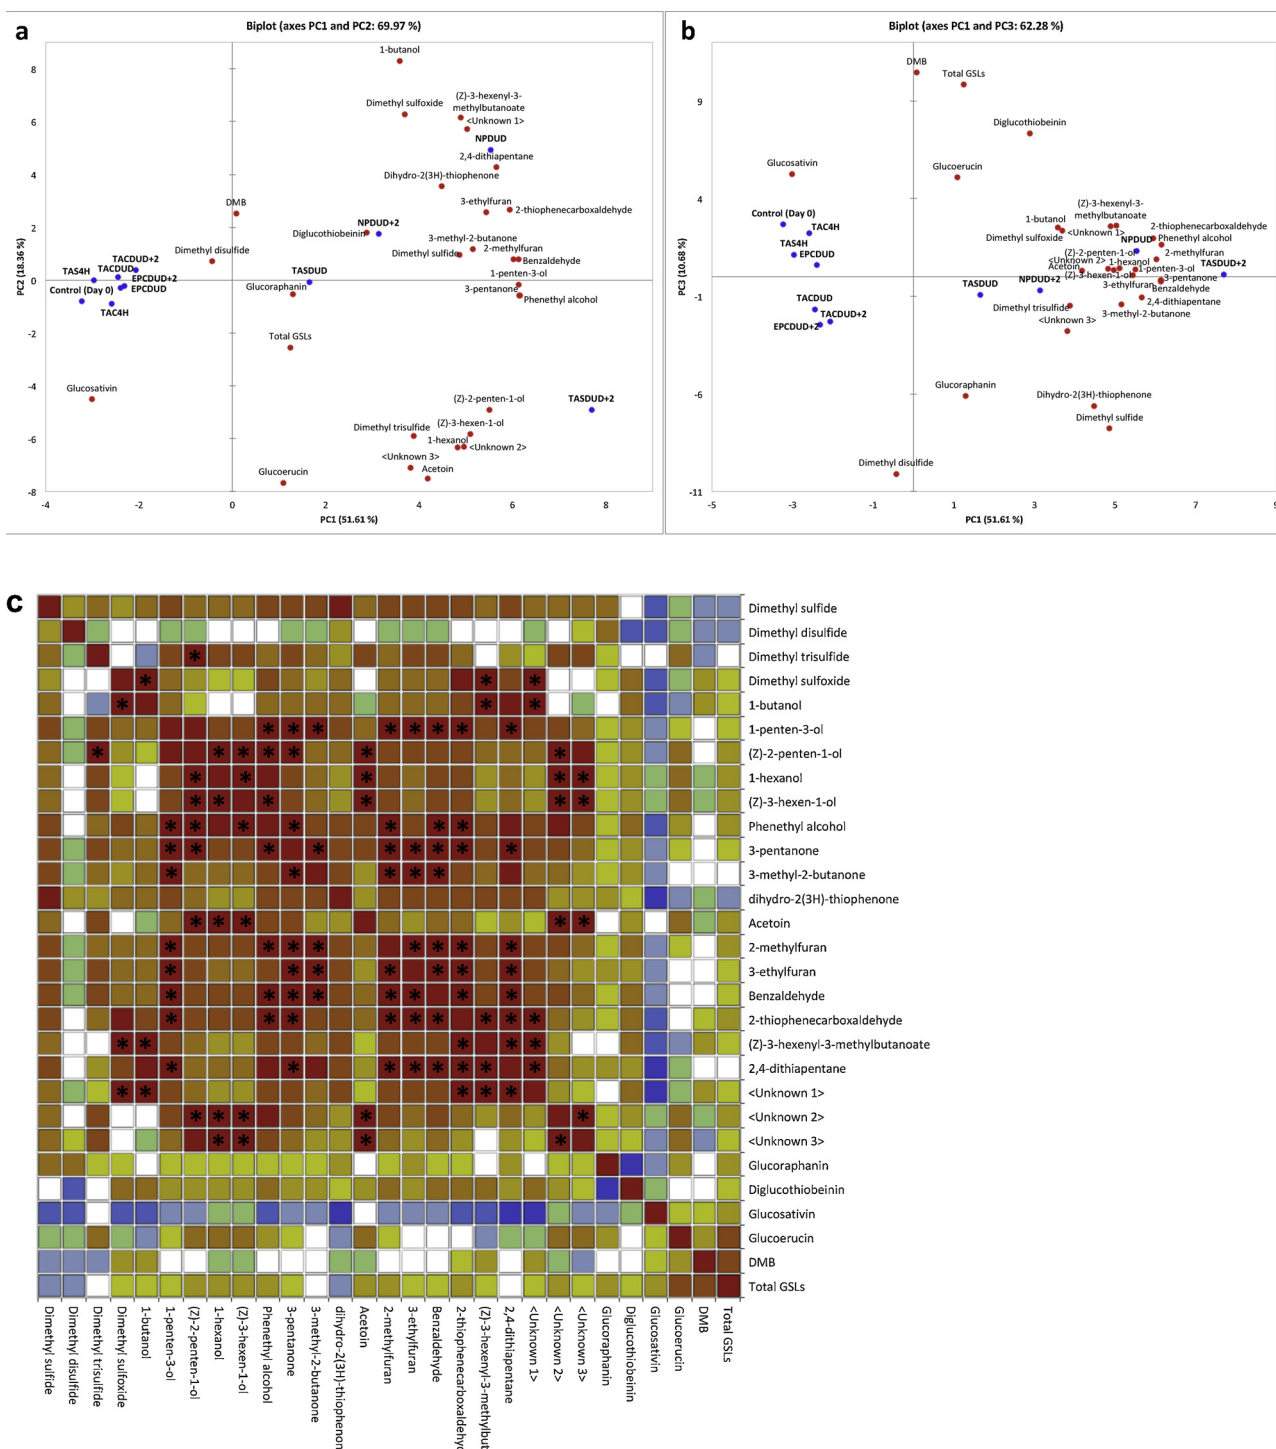 a
Biplot (axes PC1 and PC2: 69.97 %)
1-butanol
8
Dimethyl sulfoxide
(Z)-3-hexenyl-3-
methylbutanoate
<Unknown 1>
6
NPDUD
2,4-dithiapentane
4
Dihydro-2(3H)-thiophenone
3-ethylfuran
2-thiophenecarboxaldehyde
DMB
2
NPDUD+2
Diglucothiobeinin
3-methyl-2-butanone
2-methylfuran
Dimethyl disulfide
Dimethyl sulfide
Benzaldehyde
TACDUD+2
TACDUD
TAS4H
EPCDUD+2
EPCDUD
Control (Day 0)
TAC4H
0
TASDUD
1-penten-3-ol
Glucoraphanin
3-pentanone
Phenethyl alcohol
-2
Total GSLs
-4
Glucosativin
(Z)-2-penten-1-ol
TASDUD+2
Dimethyl trisulfide
(Z)-3-hexen-1-ol
-6
1-hexanol
<Unknown 2>
<Unknown 3>
Acetoin
Glucoerucin
-8
-4 -2 0 2 4 6 8
PC1 (51.61 %)
PC2 (18.36 %)
b
Biplot (axes PC1 and PC3: 62.28 %)
DMB
Total GSLs
9
Diglucothiobeinin
Glucosativin
Glucoerucin
4
Control (Day 0)
TAC4H
TAS4H
EPCDUD
(Z)-3-hexenyl-3-
methylbutanoate
1-butanol
<Unknown 1>
2-thiophenecarboxaldehyde
Dimethyl sulfoxide
NPDUD
Phenethyl alcohol
(Z)-2-penten-1-ol
2-methylfuran
<Unknown 2>
1-hexanol
TASDUD+2
Acetoin
1-penten-3-ol
(Z)-3-hexen-1-ol
3-pentanone
NPDUD+2
TASDUD
3-ethylfuran
Benzaldehyde
-1
TACDUD
TACDUD+2
EPCDUD+2
Dimethyl trisulfide
2,4-dithiapentane
<Unknown 3>
3-methyl-2-butanone
-6
Glucoraphanin
Dihydro-2(3H)-thiophenone
Dimethyl sulfide
Dimethyl disulfide
-11
-5 -3 -1 1 3 5 7 9
PC1 (51.61 %)
PC3 (10.68 %)
c
Dimethyl sulfide
Dimethyl disulfide
Dimethyl trisulfide
Dimethyl sulfoxide
1-butanol
1-penten-3-ol
(Z)-2-penten-1-ol
1-hexanol
(Z)-3-hexen-1-ol
Phenethyl alcohol
3-pentanone
3-methyl-2-butanone
dihydro-2(3H)-thiophenone
Acetoin
2-methylfuran
3-ethylfuran
Benzaldehyde
2-thiophenecarboxaldehyde
(Z)-3-hexenyl-3-methylbutanoate
2,4-dithiapentane
<Unknown 1>
<Unknown 2>
<Unknown 3>
Glucoraphanin
Diglucothiobeinin
Glucosativin
Glucoerucin
DMB
Total GSLs
Dimethyl sulfide
Dimethyl disulfide
Dimethyl trisulfide
Dimethyl sulfoxide
1-butanol
1-penten-3-ol
(Z)-2-penten-1-ol
1-hexanol
(Z)-3-hexen-1-ol
Phenethyl alcohol
3-pentanone
3-methyl-2-butanone
dihydro-2(3H)-thiophenon
Acetoin
2-methylfuran
3-ethylfuran
Benzaldehyde
2-thiophenecarboxaldehyd
(Z)-3-hexenyl-3-methylbut
2,4-dithiapentane
<Unknown 1>
<Unknown 2>
<Unknown 3>
Glucoraphanin
Diglucothiobeinin
Glucosativin
Glucoerucin
DMB
Total GSLs